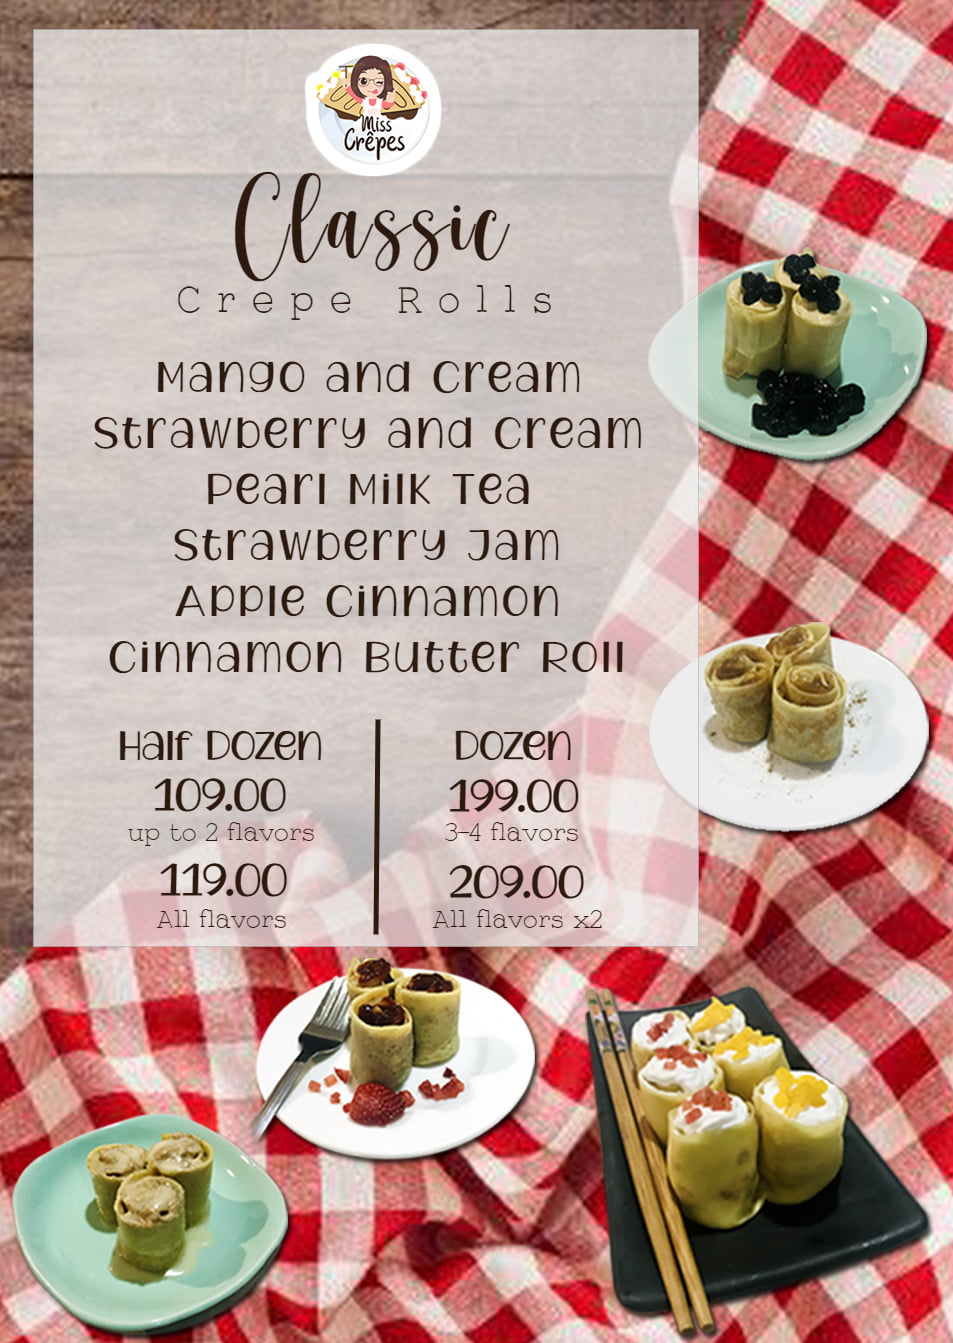 Miss
Crêpes
Classic
Crepe Rolls
Mango and Cream
Strawberry and Cream
Pearl Milk Tea
Strawberry Jam
Apple Cinnamon
Cinnamon Butter Roll
Half Dozen
109.00
up to 2 flavors
119.00
All flavors
Dozen
199.00
3-4 flavors
209.00
All flavors x2